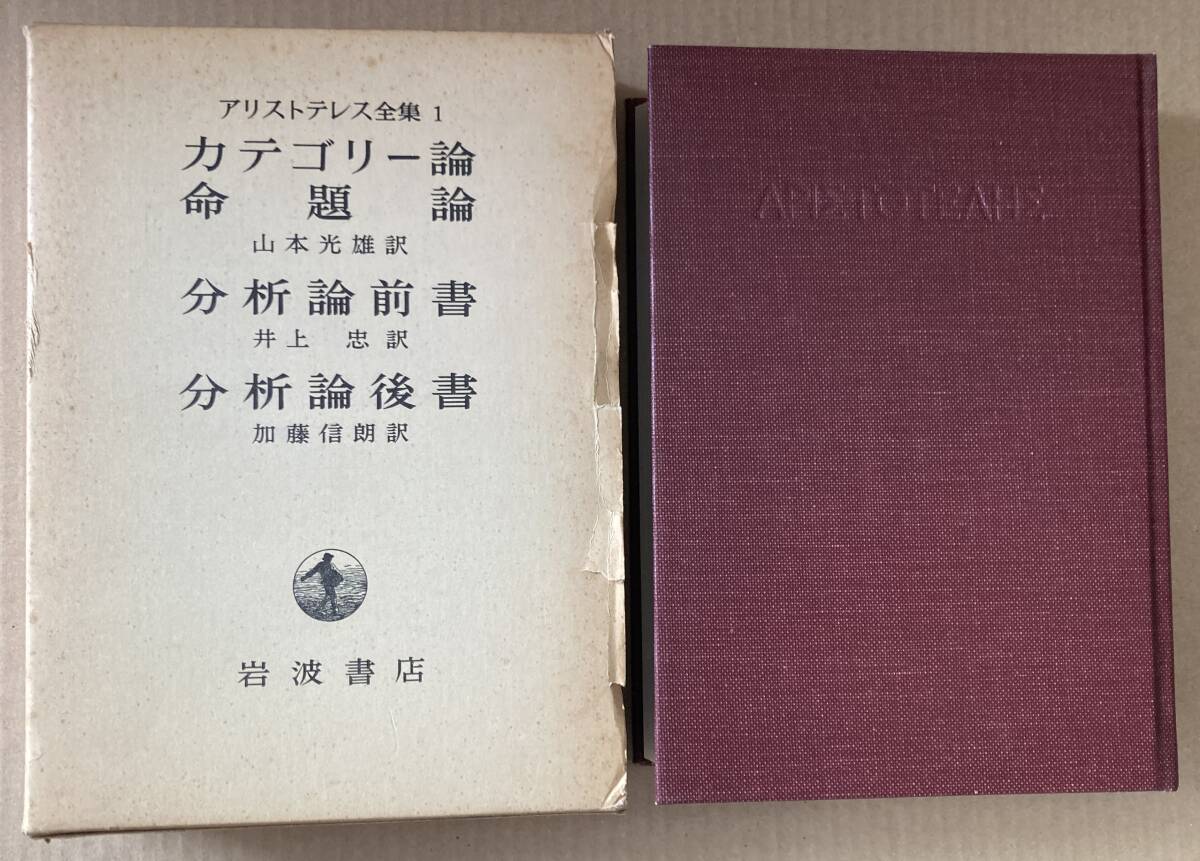 アリストテレス全集 1
カテゴリー論
命題論
山本光雄訳
分析論前書
井上 忠訳
分析論後書
加藤信朗訳
岩波書店
ΑΡΙΣΤΟΤΕΛΗΣ